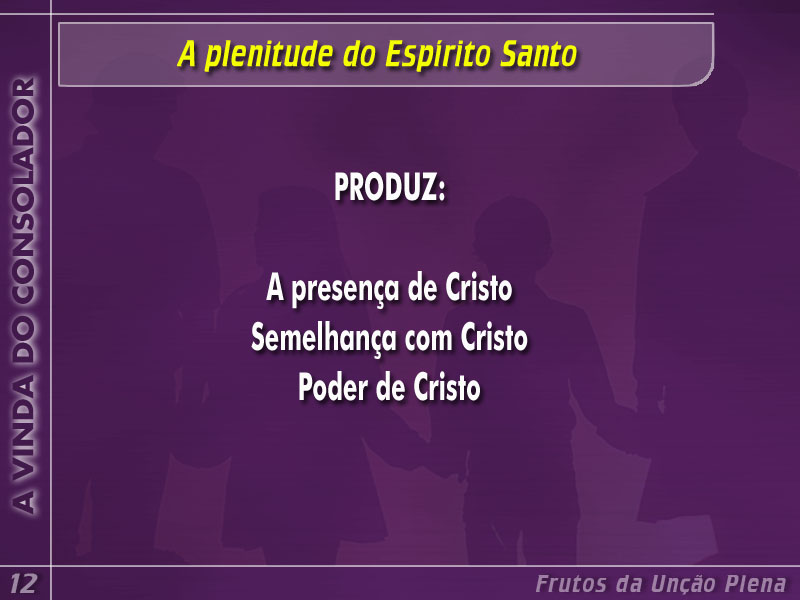 A plenitude do Espírito Santo
A VINDA DO CONSOLADOR
PRODUZ:
A presença de Cristo
Semelhança com Cristo
Poder de Cristo
12
Frutos da Unção Plena